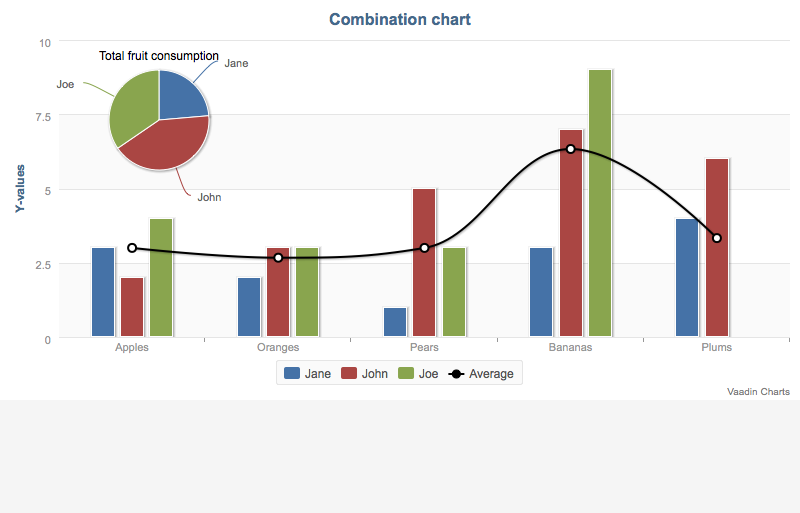 Combination chart
Total fruit consumption
Jane
Joe
John
Y-values
10
7.5
5
2.5
0
Apples Oranges Pears Bananas Plums
Jane John Joe Average
Vaadin Charts